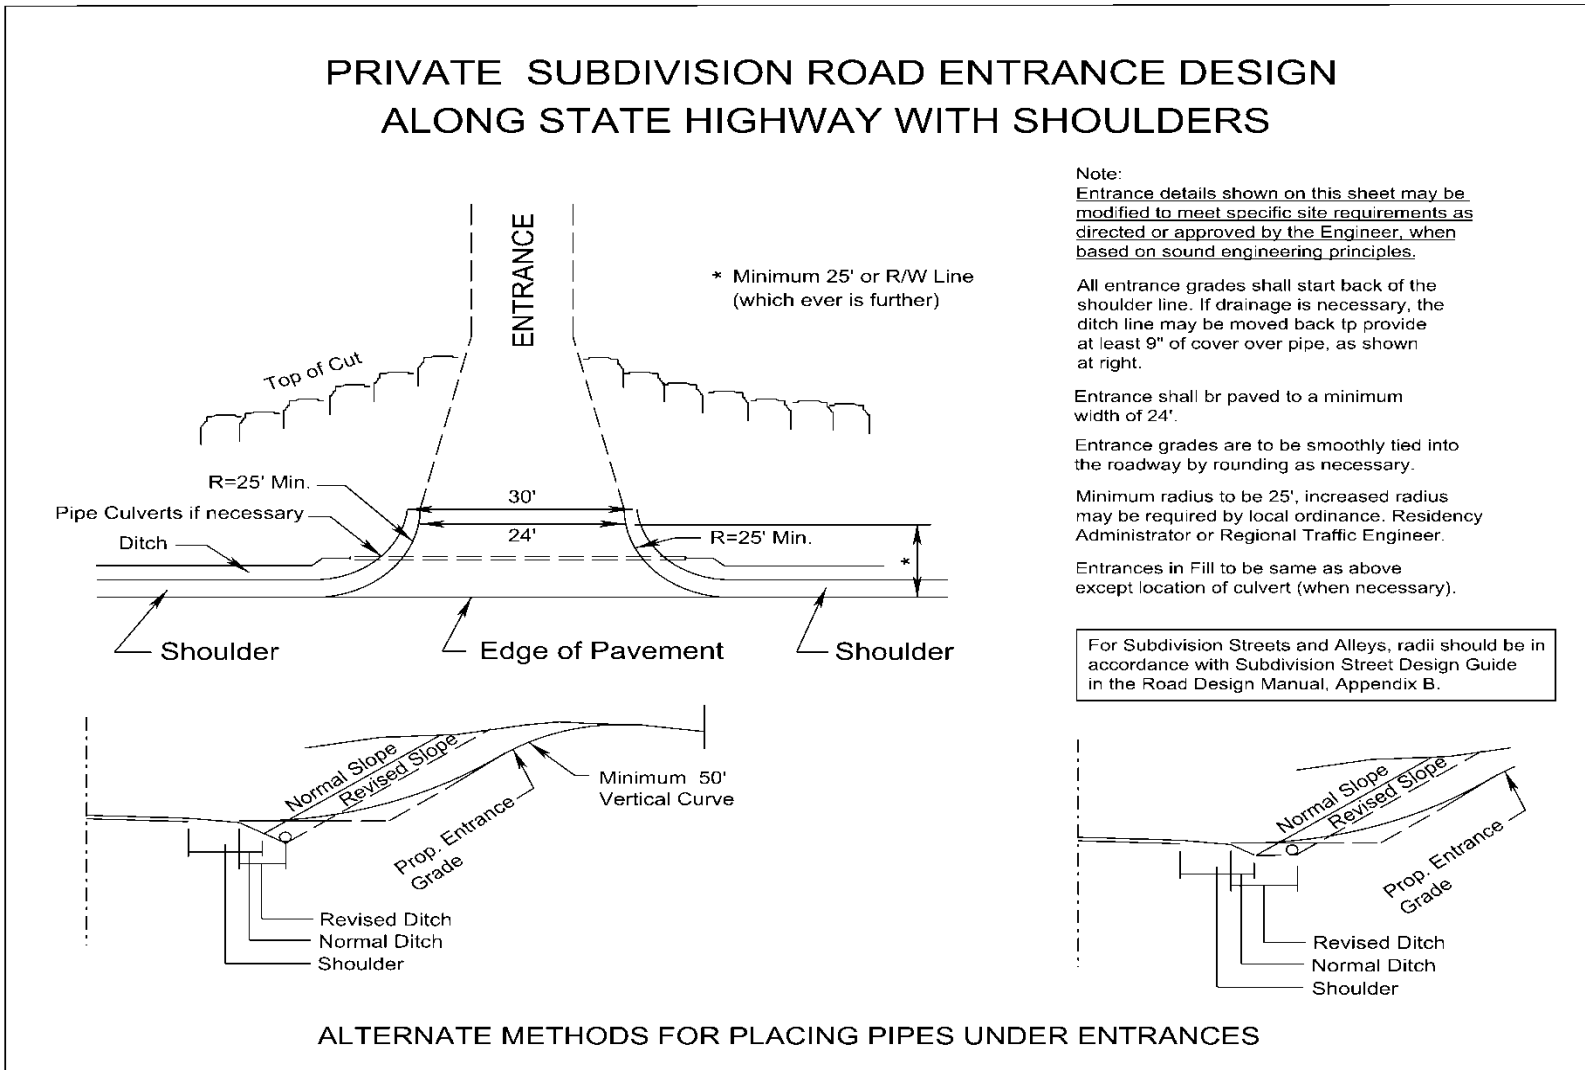 PRIVATE SUBDIVISION ROAD ENTRANCE DESIGN
ALONG STATE HIGHWAY WITH SHOULDERS
ENTRANCE
* Minimum 25' or R/W Line
(which ever is further)
Top of Cut
R=25' Min.
Pipe Culverts if necessary
Ditch
30'
24'
R=25' Min.
*
Shoulder
Edge of Pavement
Shoulder
Note:
Entrance details shown on this sheet may be
modified to meet specific site requirements as
directed or approved by the Engineer, when
based on sound engineering principles.
All entrance grades shall start back of the
shoulder line. If drainage is necessary, the
ditch line may be moved back tp provide
at least 9" of cover over pipe, as shown
at right.
Entrance shall br paved to a minimum
width of 24'.
Entrance grades are to be smoothly tied into
the roadway by rounding as necessary.
Minimum radius to be 25', increased radius
may be required by local ordinance. Residency
Administrator or Regional Traffic Engineer.
Entrances in Fill to be same as above
except location of culvert (when necessary).
For Subdivision Streets and Alleys, radii should be in
accordance with Subdivision Street Design Guide
in the Road Design Manual, Appendix B.
Normal Slope
Revised Slope
Minimum 50'
Vertical Curve
Prop. Entrance
Grade
Revised Ditch
Normal Ditch
Shoulder
Normal Slope
Revised Slope
Prop. Entrance
Grade
Revised Ditch
Normal Ditch
Shoulder
ALTERNATE METHODS FOR PLACING PIPES UNDER ENTRANCES